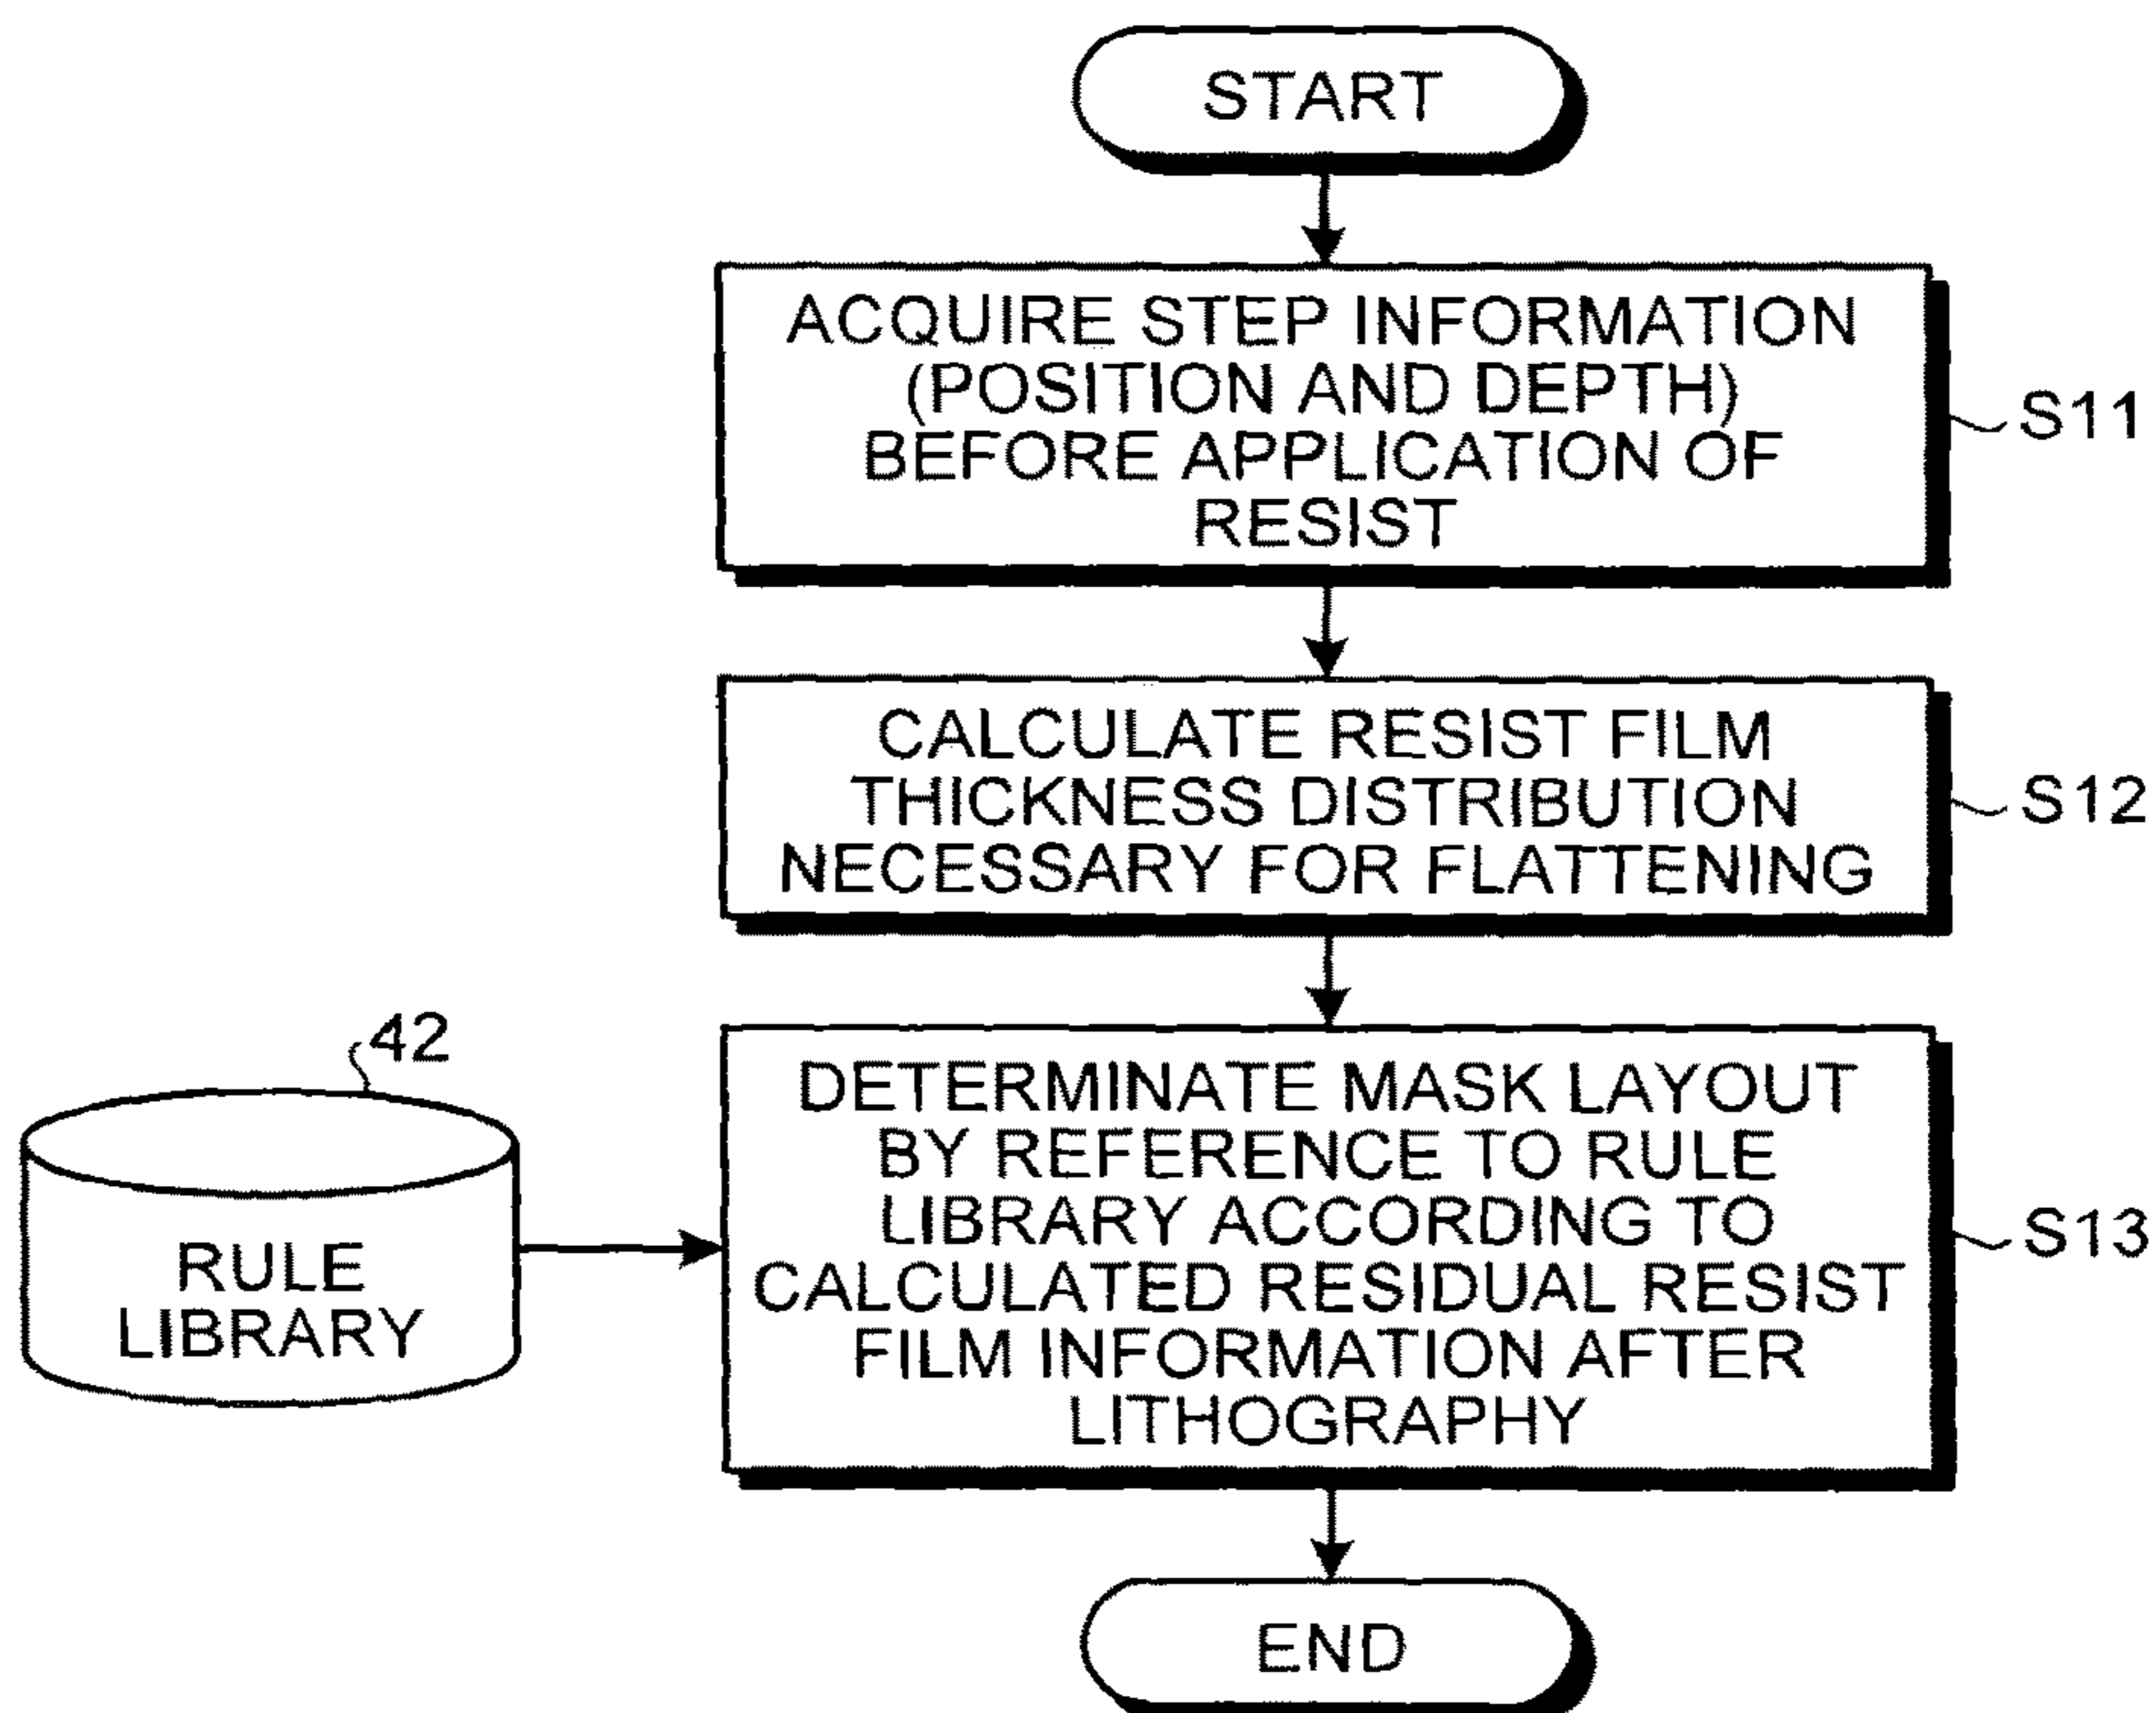 START
ACQUIRE STEP INFORMATION
(POSITION AND DEPTH)
BEFORE APPLICATION OF
RESIST
S11
CALCULATE RESIST FILM
THICKNESS DISTRIBUTION
NECESSARY FOR FLATTENING
S12
42
RULE
LIBRARY
DETERMINATE MASK LAYOUT
BY REFERENCE TO RULE
LIBRARY ACCORDING TO
CALCULATED RESIDUAL RESIST
FILM INFORMATION AFTER
LITHOGRAPHY
S13
END